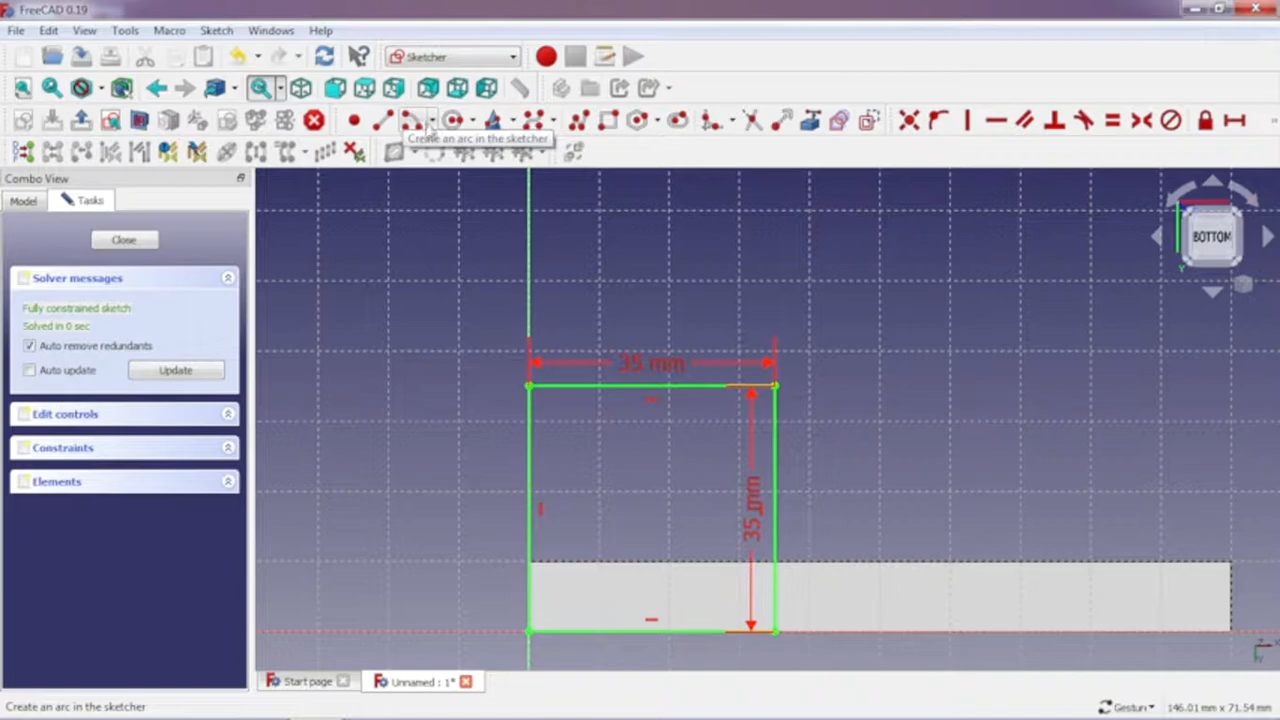 FreeCAD 0.19
File Edit View Tools Macro Sketch Windows Help
Sketcher
Create an arc in the sketcher
Combo View
Model Tasks
Close
Solver messages
Fully constrained sketch
Solved in 0 sec
Auto remove redundants
Auto update Update
Edit controls
Constraints
Elements
BOTTOM
Y
35 mm
35 mm
Start page Unnamed : 1*
Create an arc in the sketcher
Gesture 146.01 mm x 71.54 mm